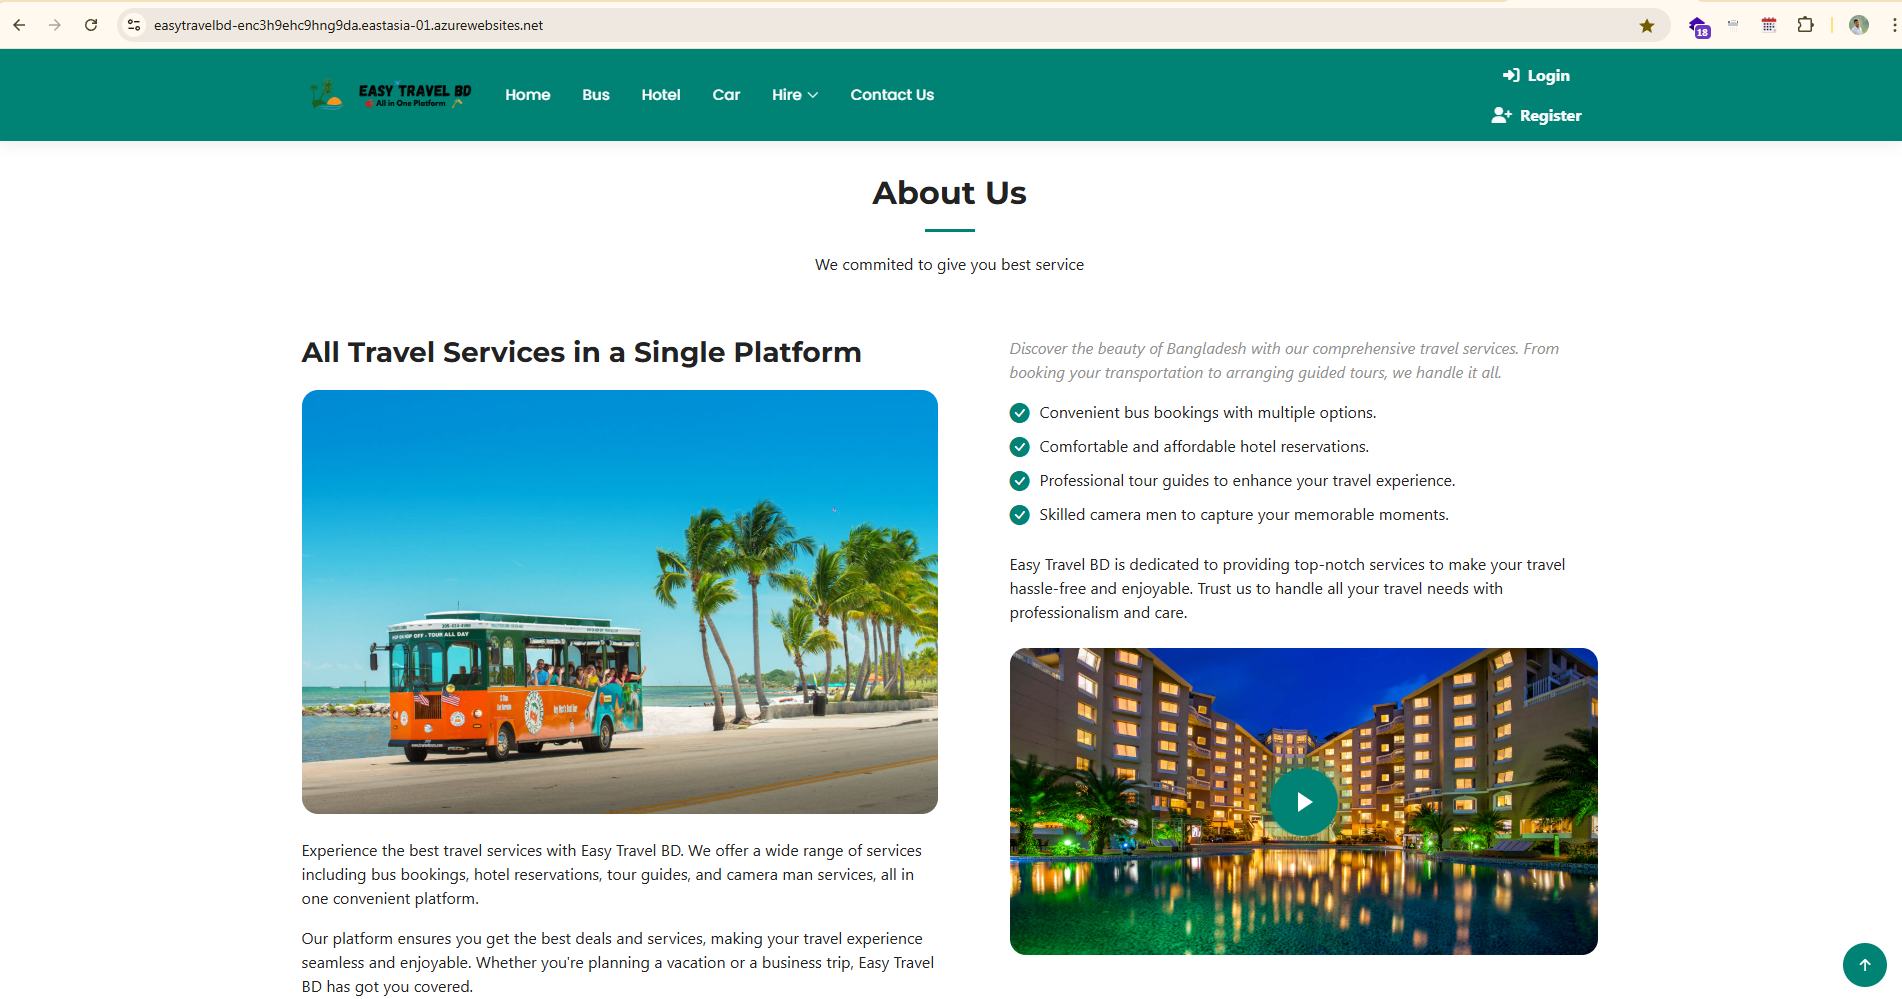 easytravelbd-enc3h9ehc9hng9da.eastasia-01.azurewebsites.net
18
EASY TRAVEL BD
All in One Platform
Home
Bus
Hotel
Car
Hire
Contact Us
Login
Register
About Us
We commited to give you best service
All Travel Services in a Single Platform
TOUR ALL DAY
Experience the best travel services with Easy Travel BD. We offer a wide range of services
including bus bookings, hotel reservations, tour guides, and camera man services, all in
one convenient platform.
Our platform ensures you get the best deals and services, making your travel experience
seamless and enjoyable. Whether you're planning a vacation or a business trip, Easy Travel
BD has got you covered.
Discover the beauty of Bangladesh with our comprehensive travel services. From
booking your transportation to arranging guided tours, we handle it all.
Convenient bus bookings with multiple options.
Comfortable and affordable hotel reservations.
Professional tour guides to enhance your travel experience.
Skilled camera men to capture your memorable moments.
Easy Travel BD is dedicated to providing top-notch services to make your travel
hassle-free and enjoyable. Trust us to handle all your travel needs with
professionalism and care.